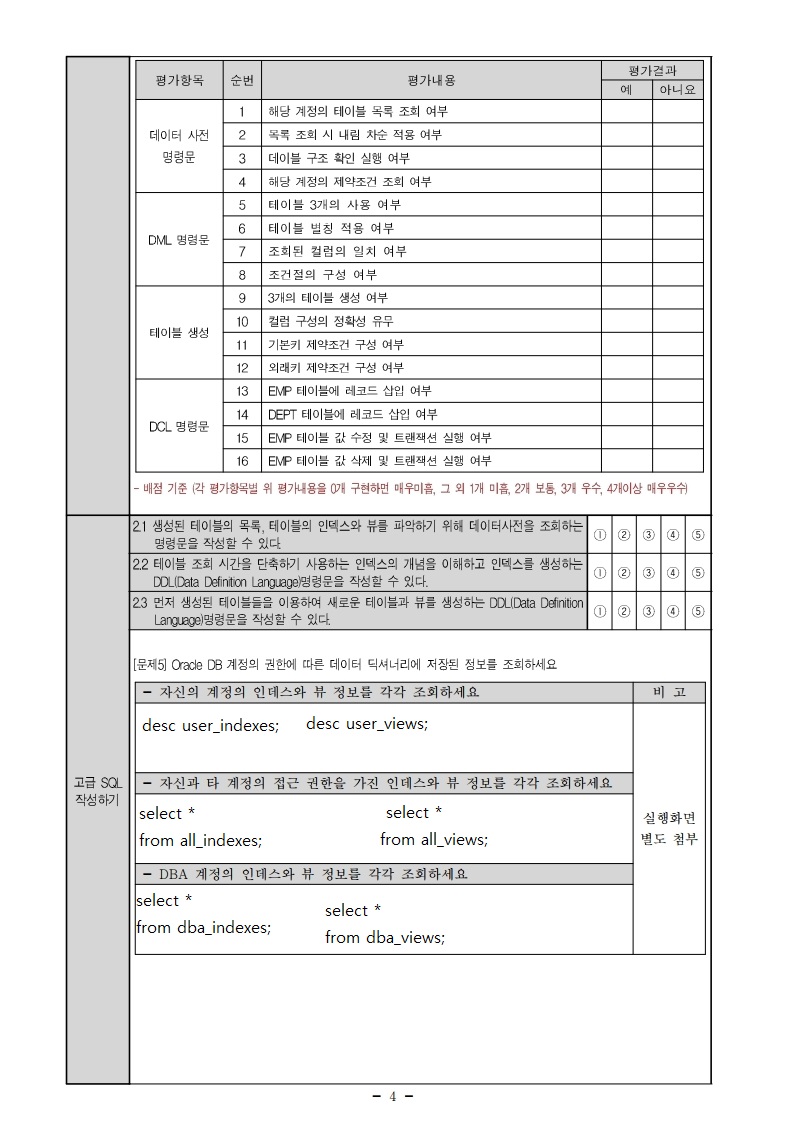 평가항목 순번 평가내용 평가결과
예 아니요
데이터 사전
명령문
1 해당 계정의 테이블 목록 조회 여부
2 목록 조회 시 내림 차순 적용 여부
3 데이블 구조 확인 실행 여부
4 해당 계정의 제약조건 조회 여부
DML 명령문
5 테이블 3개의 사용 여부
6 테이블 별칭 적용 여부
7 조회된 컬럼의 일치 여부
8 조건절의 구성 여부
테이블 생성
9 3개의 테이블 생성 여부
10 컬럼 구성의 정확성 유무
11 기본키 제약조건 구성 여부
12 외래키 제약조건 구성 여부
DCL 명령문
13 EMP 테이블에 레코드 삽입 여부
14 DEPT 테이블에 레코드 삽입 여부
15 EMP 테이블 값 수정 및 트랜잭션 실행 여부
16 EMP 테이블 값 삭제 및 트랜잭션 실행 여부
- 배점 기준 (각 평가항목별 위 평가내용을 0개 구현하면 매우미흡, 그 외 1개 미흡, 2개 보통, 3개 우수, 4개이상 매우우수)
고급 SQL
작성하기
2.1 생성된 테이블의 목록, 테이블의 인덱스와 뷰를 파악하기 위해 데이터사전을 조회하는
명령문을 작성할 수 있다.
① ② ③ ④ ⑤
2.2 테이블 조회 시간을 단축하기 사용하는 인덱스의 개념을 이해하고 인덱스를 생성하는
DDL(Data Definition Language)명령문을 작성할 수 있다.
① ② ③ ④ ⑤
2.3 먼저 생성된 테이블들을 이용하여 새로운 테이블과 뷰를 생성하는 DDL(Data Definition
Language)명령문을 작성할 수 있다.
① ② ③ ④ ⑤
[문제5] Oracle DB 계정의 권한에 따른 데이터 딕셔너리에 저장된 정보를 조회하세요
- 자신의 계정의 인데스와 뷰 정보를 각각 조회하세요 비 고
desc user_indexes; desc user_views;
- 자신과 타 계정의 접근 권한을 가진 인데스와 뷰 정보를 각각 조회하세요
select * select *
from all_indexes; from all_views;
실행화면
별도 첨부
- DBA 계정의 인데스와 뷰 정보를 각각 조회하세요
select *
from dba_indexes;
select *
from dba_views;
- 4 -